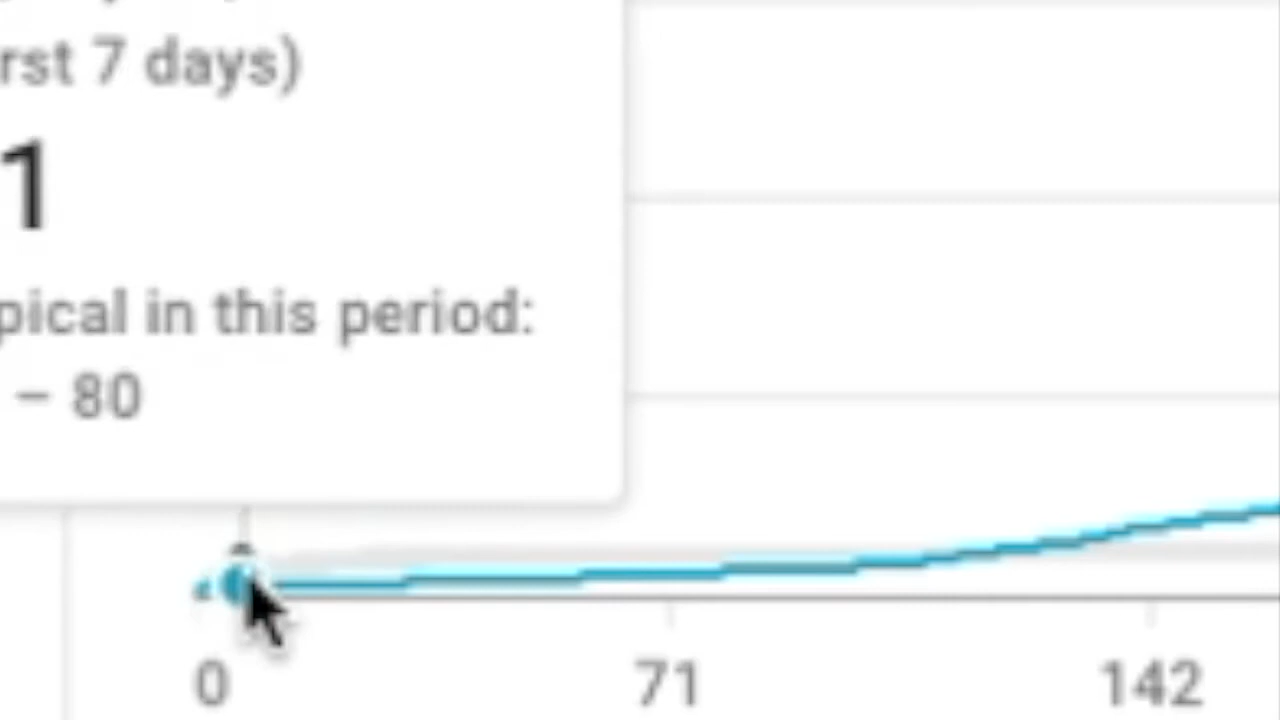 rst 7 days)
1
pical in this period:
– 80
0 71 142